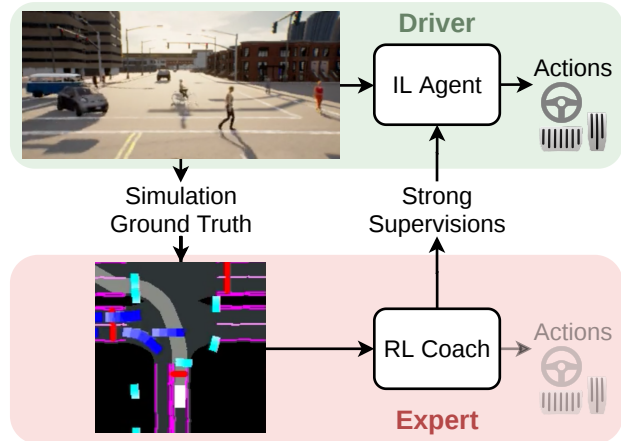 Driver
IL Agent
Actions
Simulation
Ground Truth
Strong
Supervisions
RL Coach
Actions
Expert